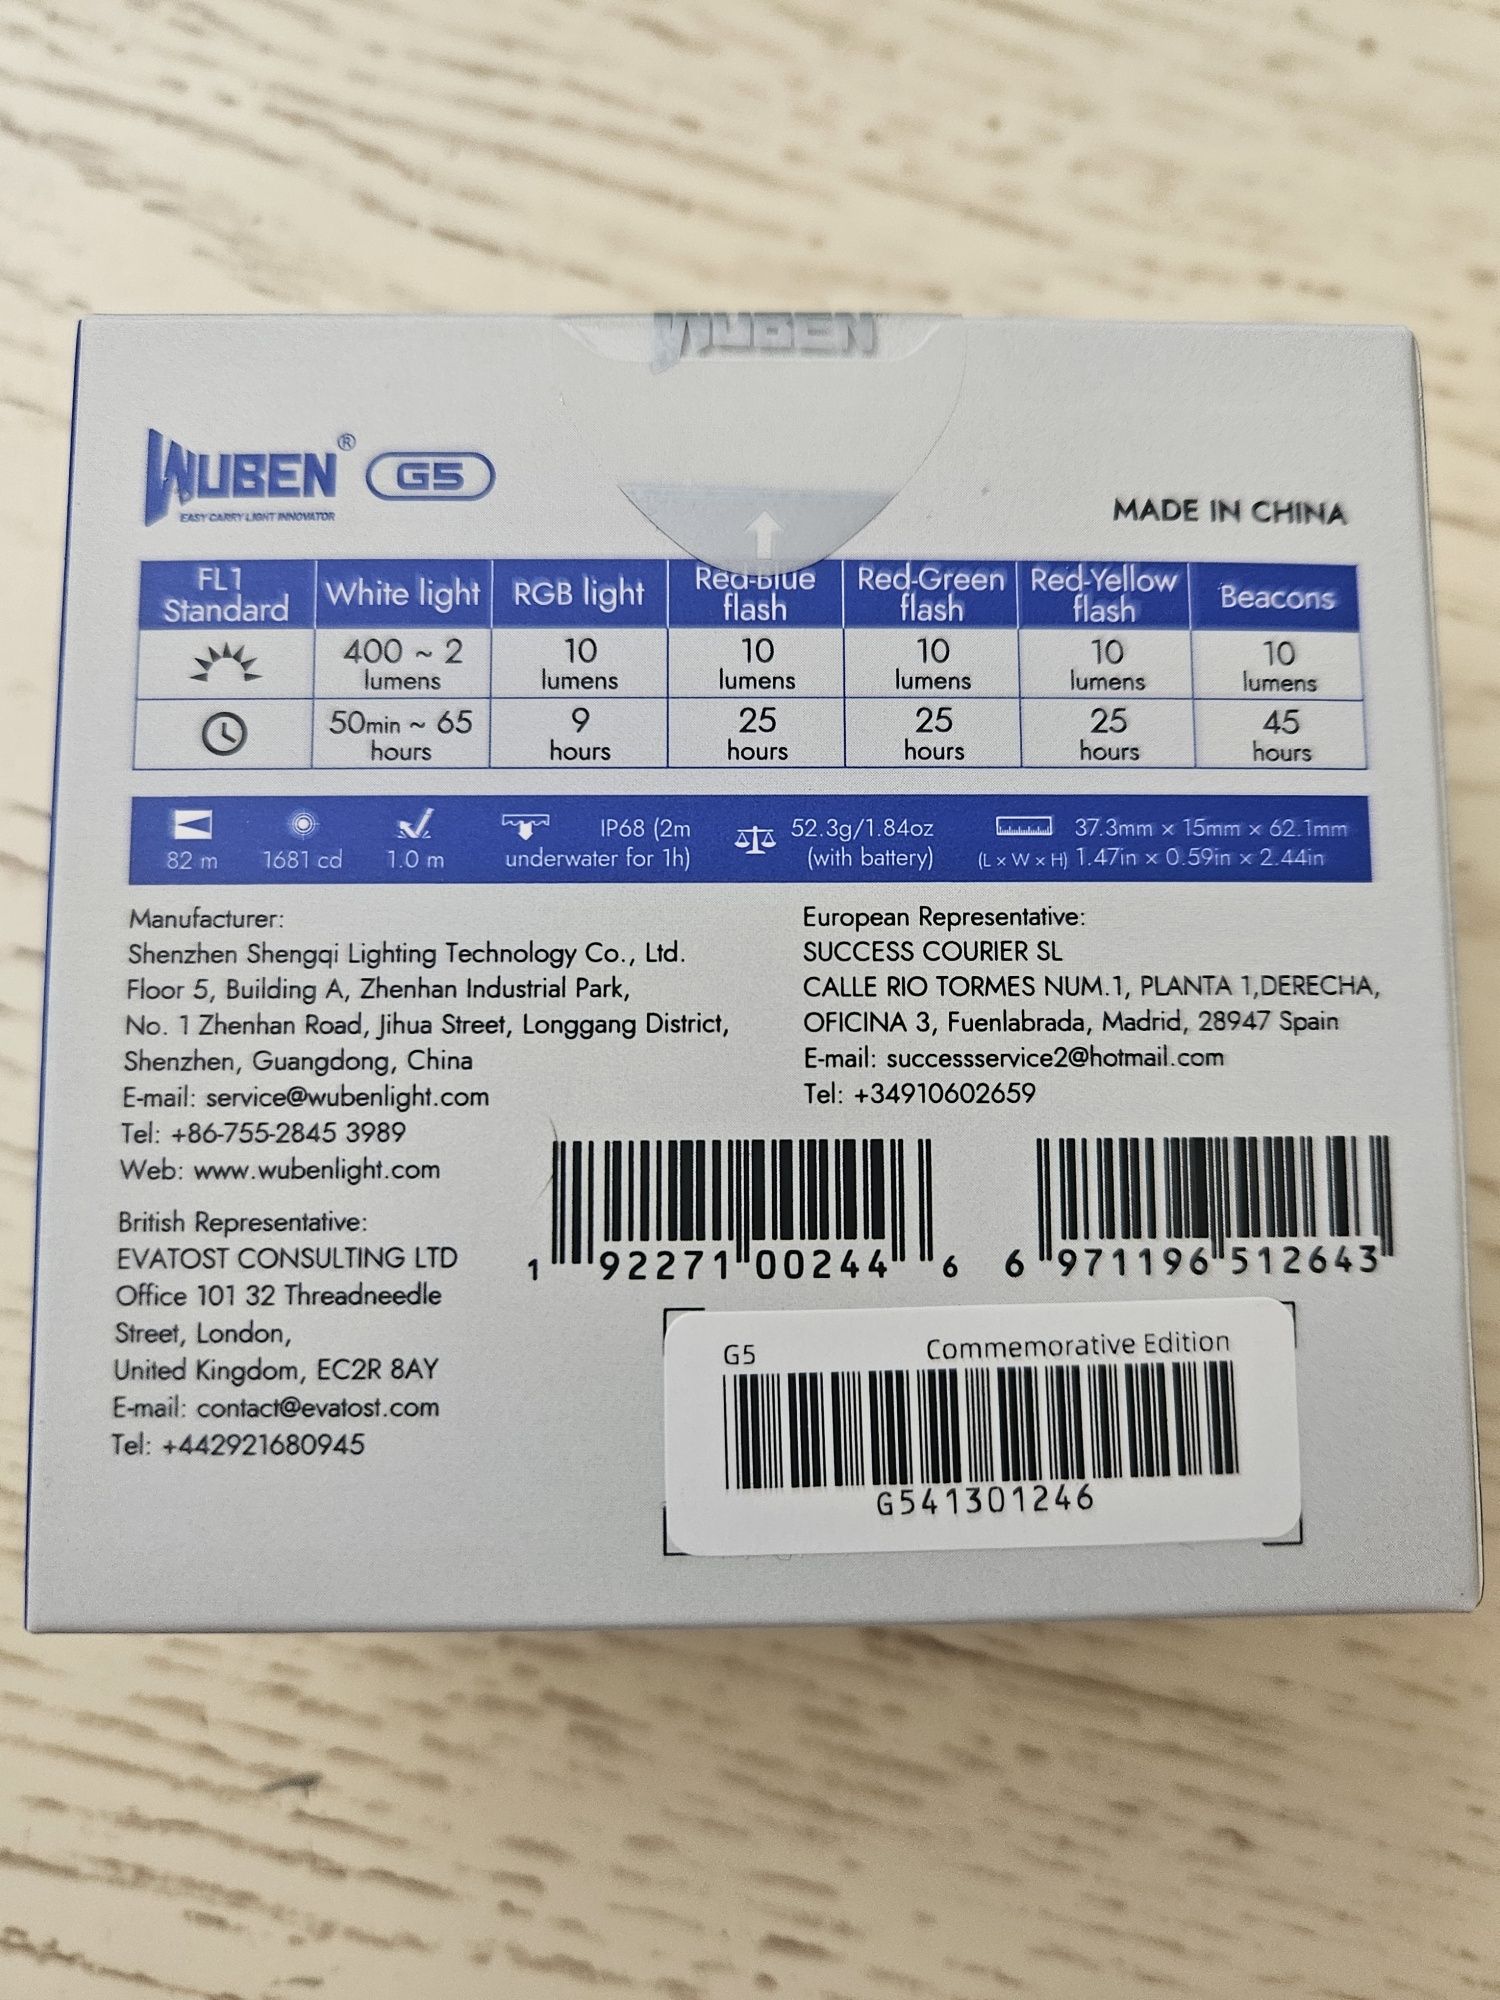 WUBEN
WUBEN® G5
EASY CARRY LIGHT INNOVATOR
MADE IN CHINA
FL1 Standard White light RGB light Red-Blue flash Red-Green flash Red-Yellow flash Beacons
400 ~ 2 lumens 10 lumens 10 lumens 10 lumens 10 lumens 10 lumens
50min ~ 65 hours 9 hours 25 hours 25 hours 25 hours 45 hours
82 m 1681 cd 1.0 m IP68 (2m underwater for 1h) 52.3g/1.84oz (with battery) 37.3mm × 15mm × 62.1mm
(L × W × H) 1.47in × 0.59in × 2.44in
Manufacturer:
Shenzhen Shengqi Lighting Technology Co., Ltd.
Floor 5, Building A, Zhenhan Industrial Park,
No. 1 Zhenhan Road, Jihua Street, Longgang District,
Shenzhen, Guangdong, China
E-mail: service@wubenlight.com
Tel: +86-755-2845 3989
Web: www.wubenlight.com
European Representative:
SUCCESS COURIER SL
CALLE RIO TORMES NUM.1, PLANTA 1,DERECHA,
OFICINA 3, Fuenlabrada, Madrid, 28947 Spain
E-mail: successservice2@hotmail.com
Tel: +34910602659
British Representative:
EVATOST CONSULTING LTD
Office 101 32 Threadneedle
Street, London,
United Kingdom, EC2R 8AY
E-mail: contact@evatost.com
Tel: +442921680945
1 92271 00244 6
6 971196 512643
G5 Commemorative Edition
G541301246